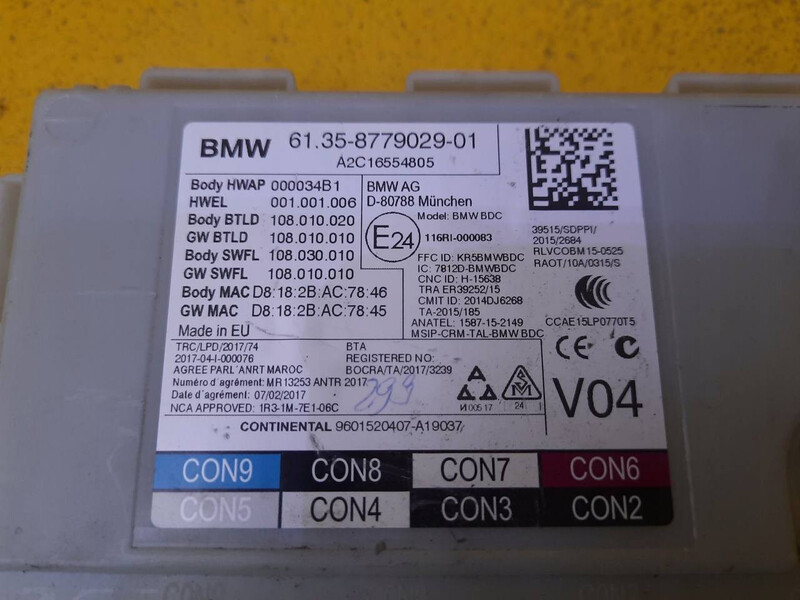 BMW 61.35-8779029-01
A2C16554805
Body HWAP 000034B1
HWEL 001.001.006
Body BTLD 108.010.020
GW BTLD 108.010.010
Body SWFL 108.030.010
GW SWFL 108.010.010
Body MAC D8:18:2B:AC:78:46
GW MAC D8:18:2B:AC:78:45
Made in EU
BMW AG
D-80788 München
Model: BMW BDC
E24 116RI-000083
FFC ID: KR5BMWBDC
IC: 7812D-BMWBDC
CNC ID: H-15638
TRA ER39252/15
CMIT ID: 2014DJ6268
TA-2015/185
ANATEL: 1587-15-2149
MSIP-CRM-TAL-BMW BDC
39515/SDPPI/
2015/2684
RLVCOBM15-0525
RAOT/10A/0315/S
CCAE15LP0770T5
CE
V04
TRC/LPD/2017/74
2017-04-I-000076
AGREE PAR L'ANRT MAROC
Numéro d'agrément: MR13253 ANTR 2017
Date d'agrément: 07/02/2017
NCA APPROVED: 1R3-1M-7E1-06C
BTA
REGISTERED NO:
BOCRA/TA/2017/3239
299
И 005 17
24 I
CONTINENTAL 9601520407-A19037
CON9 CON8 CON7 CON6
CON5 CON4 CON3 CON2